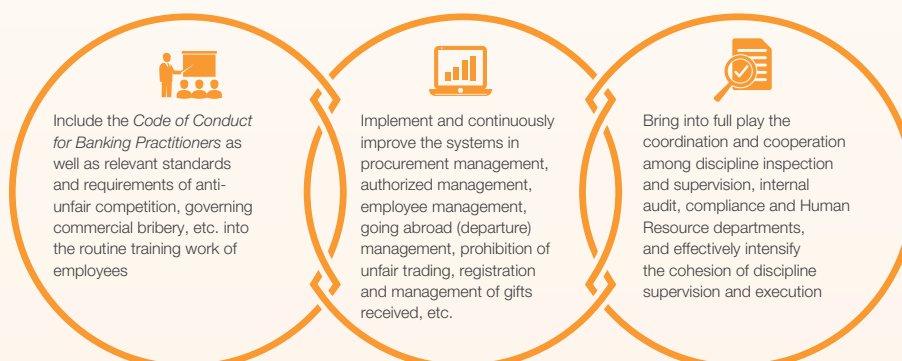 Include the Code of Conduct
for Banking Practitioners as
well as relevant standards
and requirements of anti-
unfair competition, governing
commercial bribery, etc. into
the routine training work of
employees
Implement and continuously
improve the systems in
procurement management,
authorized management,
employee management,
going abroad (departure)
management, prohibition of
unfair trading, registration
and management of gifts
received, etc.
Bring into full play the
coordination and cooperation
among discipline inspection
and supervision, internal
audit, compliance and Human
Resource departments,
and effectively intensify
the cohesion of discipline
supervision and execution